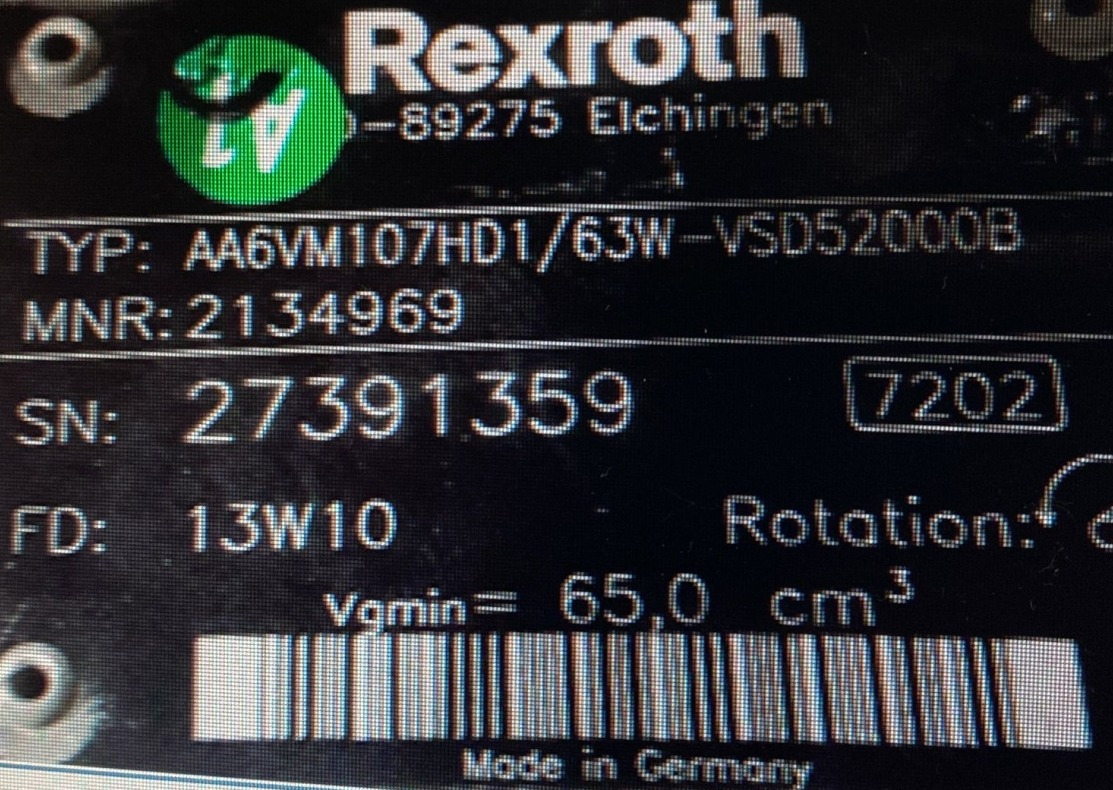 Rexroth
-89275 Elchingen
TYP: AA6VM107HD1/63W-VSD52000B
MNR: 2134969
SN: 27391359 7202
FD: 13W10 Rotation:
Vgmin= 65,0 cm³
Made in Germany